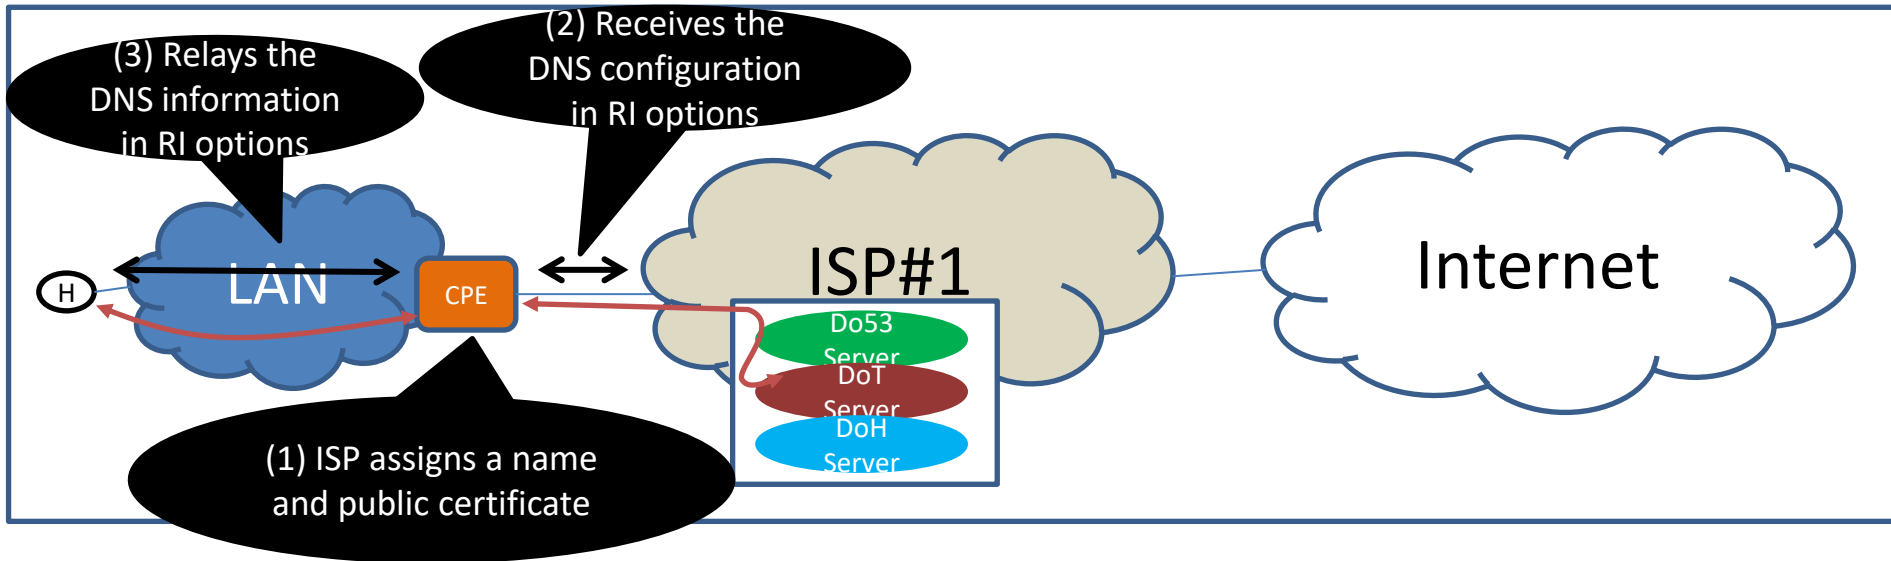 (3) Relays the
DNS information
in RI options
(2) Receives the
DNS configuration
in RI options
H
LAN
CPE
ISP#1
Internet
Do53
Server
DoT
Server
DoH
Server
(1) ISP assigns a name
and public certificate